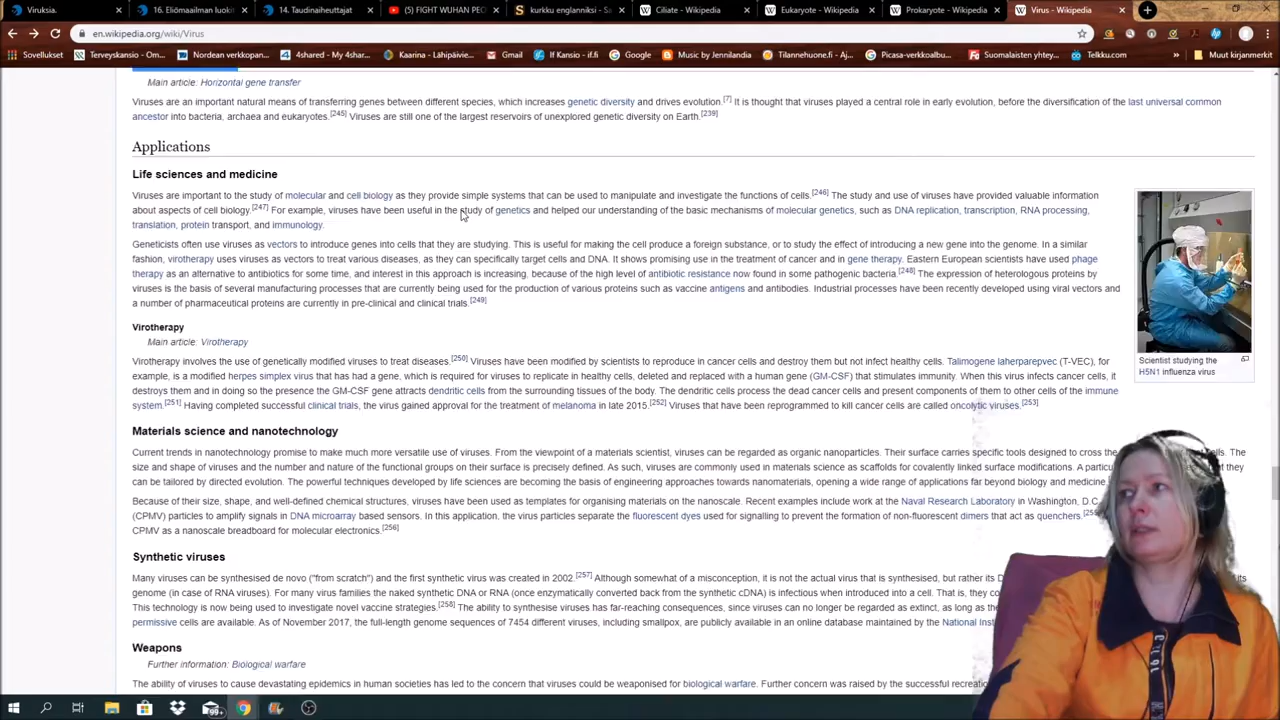 Viruksia.
16. Eliömaailman luokit
14. Taudinaiheuttajat
(5) FIGHT WUHAN PEO
kurkku englanniksi - Sa
Ciliate - Wikipedia
Eukaryote - Wikipedia
Prokaryote - Wikipedia
Virus - Wikipedia
en.wikipedia.org/wiki/Virus
Sovellukset
Terveyskansio - O
Nordean verkkopan...
4shared - My 4shar...
Kaarina - Lähipäivie...
Gmail
If Kansio - if.fi
Google
Music by Jennilandia
Tilannehuone.fi - Aj...
Picasa-verkkoalbu...
Suomalaisten yhtey...
Telkku.com
Muut kirjanmerkit
Main article: Horizontal gene transfer
Viruses are an important natural means of transferring genes between different species, which increases genetic diversity and drives evolution.[7] It is thought that viruses played a central role in early evolution, before the diversification of the last universal common
ancestor into bacteria, archaea and eukaryotes.[245] Viruses are still one of the largest reservoirs of unexplored genetic diversity on Earth.[239]
Applications
Life sciences and medicine
Viruses are important to the study of molecular and cell biology as they provide simple systems that can be used to manipulate and investigate the functions of cells.[246] The study and use of viruses have provided valuable information
about aspects of cell biology.[247] For example, viruses have been useful in the study of genetics and helped our understanding of the basic mechanisms of molecular genetics, such as DNA replication, transcription, RNA processing,
translation, protein transport, and immunology.
Geneticists often use viruses as vectors to introduce genes into cells that they are studying. This is useful for making the cell produce a foreign substance, or to study the effect of introducing a new gene into the genome. In a similar
fashion, virotherapy uses viruses as vectors to treat various diseases, as they can specifically target cells and DNA. It shows promising use in the treatment of cancer and in gene therapy. Eastern European scientists have used phage
therapy as an alternative to antibiotics for some time, and interest in this approach is increasing, because of the high level of antibiotic resistance now found in some pathogenic bacteria.[248] The expression of heterologous proteins by
viruses is the basis of several manufacturing processes that are currently being used for the production of various proteins such as vaccine antigens and antibodies. Industrial processes have been recently developed using viral vectors and
a number of pharmaceutical proteins are currently in pre-clinical and clinical trials.[249]
Scientist studying the
H5N1 influenza virus
Virotherapy
Main article: Virotherapy
Virotherapy involves the use of genetically modified viruses to treat diseases.[250] Viruses have been modified by scientists to reproduce in cancer cells and destroy them but not infect healthy cells. Talimogene laherparepvec (T-VEC), for
example, is a modified herpes simplex virus that has had a gene, which is required for viruses to replicate in healthy cells, deleted and replaced with a human gene (GM-CSF) that stimulates immunity. When this virus infects cancer cells, it
destroys them and in doing so the presence the GM-CSF gene attracts dendritic cells from the surrounding tissues of the body. The dendritic cells process the dead cancer cells and present components of them to other cells of the immune
system.[251] Having completed successful clinical trials, the virus gained approval for the treatment of melanoma in late 2015.[252] Viruses that have been reprogrammed to kill cancer cells are called oncolytic viruses.[253]
Materials science and nanotechnology
Current trends in nanotechnology promise to make much more versatile use of viruses. From the viewpoint of a materials scientist, viruses can be regarded as organic nanoparticles. Their surface carries specific tools designed to cross the cells. The
size and shape of viruses and the number and nature of the functional groups on their surface is precisely defined. As such, viruses are commonly used in materials science as scaffolds for covalently linked surface modifications. A particu that they
can be tailored by directed evolution. The powerful techniques developed by life sciences are becoming the basis of engineering approaches towards nanomaterials, opening a wide range of applications far beyond biology and medicine.
Because of their size, shape, and well-defined chemical structures, viruses have been used as templates for organising materials on the nanoscale. Recent examples include work at the Naval Research Laboratory in Washington, D.C.
(CPMV) particles to amplify signals in DNA microarray based sensors. In this application, the virus particles separate the fluorescent dyes used for signalling to prevent the formation of non-fluorescent dimers that act as quenchers.[255]
CPMV as a nanoscale breadboard for molecular electronics.[256]
Synthetic viruses
Many viruses can be synthesised de novo ("from scratch") and the first synthetic virus was created in 2002.[257] Although somewhat of a misconception, it is not the actual virus that is synthesised, but rather its D its
genome (in case of RNA viruses). For many virus families the naked synthetic DNA or RNA (once enzymatically converted back from the synthetic cDNA) is infectious when introduced into a cell. That is, they co
This technology is now being used to investigate novel vaccine strategies.[258] The ability to synthesise viruses has far-reaching consequences, since viruses can no longer be regarded as extinct, as long as the
permissive cells are available. As of November 2017, the full-length genome sequences of 7454 different viruses, including smallpox, are publicly available in an online database maintained by the National Inst
Weapons
Further information: Biological warfare
The ability of viruses to cause devastating epidemics in human societies has led to the concern that viruses could be weaponised for biological warfare. Further concern was raised by the successful recreation
99+